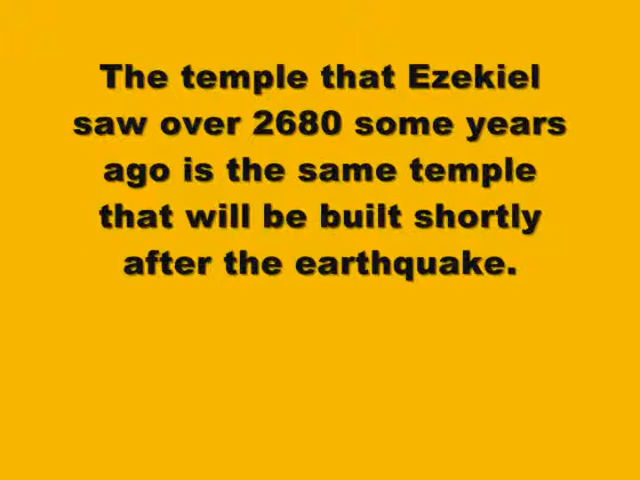 The temple that Ezekiel
saw over 2680 some years
ago is the same temple
that will be built shortly
after the earthquake.